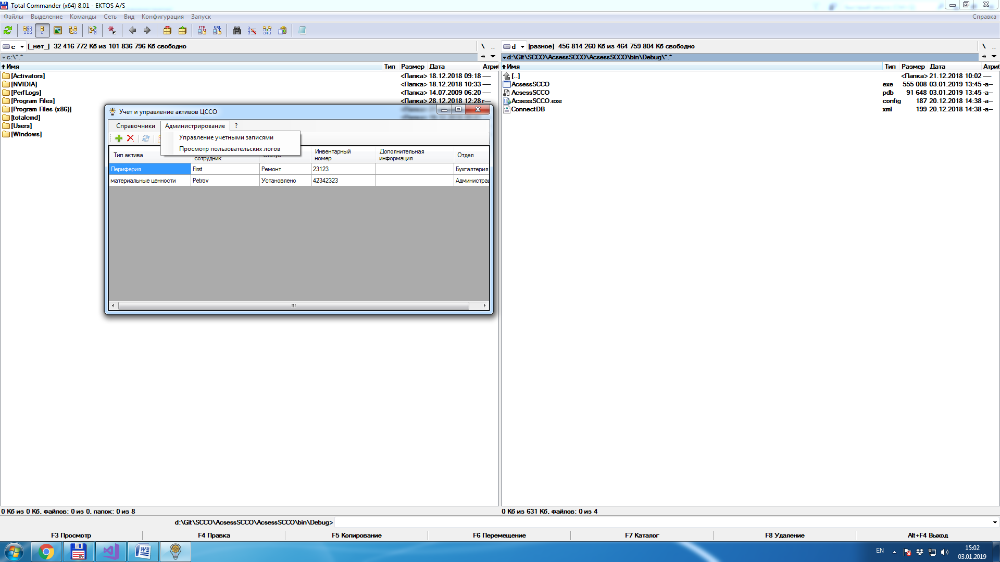 Total Commander (x64) 8.01 - EKTOS A/S
Файлы Выделение Команды Сеть Вид Конфигурация Запуск Справка
FTP URL
c [_нет_] 32 416 772 Кб из 101 836 796 Кб свободно \ ..
d [разное] 456 814 260 Кб из 464 759 804 Кб свободно \ ..
c:\*.* *
d:\Git\SCCO\AcsessSCCO\AcsessSCCO\bin\Debug\*.* *
Имя Тип Размер Дата Атриб
[Activators] <Папка> 18.12.2018 09:18 ----
[NVIDIA] <Папка> 18.12.2018 10:33 ----
[PerfLogs] <Папка> 14.07.2009 06:20 ----
[Program Files] <Папка> 28.12.2018 12:28 r---
[Program Files (x86)]
[totalcmd]
[Users]
[Windows]
Имя Тип Размер Дата Атриб
[..] <Папка> 21.12.2018 10:02 ----
AcsessSCCO exe 555 008 03.01.2019 13:45 -a--
AcsessSCCO pdb 91 648 03.01.2019 13:45 -a--
AcsessSCCO.exe config 187 20.12.2018 14:38 -a--
ConnectDB xml 199 20.12.2018 14:38 -a--
Учет и управление активов ЦССО
Справочники Администрирование ?
Управление учетными записями
Просмотр пользовательских логов
Тип актива сотрудник Статус Инвентарный номер Дополнительная информация Отдел
Периферия First Ремонт 23123 Бухгалтерия
материальные ценности Petrov Установлено 42342323 Администрац
0 Кб из 0 Кб, файлов: 0 из 0, папок: 0 из 8
0 Кб из 631 Кб, файлов: 0 из 4
d:\Git\SCCO\AcsessSCCO\AcsessSCCO\bin\Debug>
F3 Просмотр F4 Правка F5 Копирование F6 Перемещение F7 Каталог F8 Удаление Alt+F4 Выход
64
EN 15:02
03.01.2019